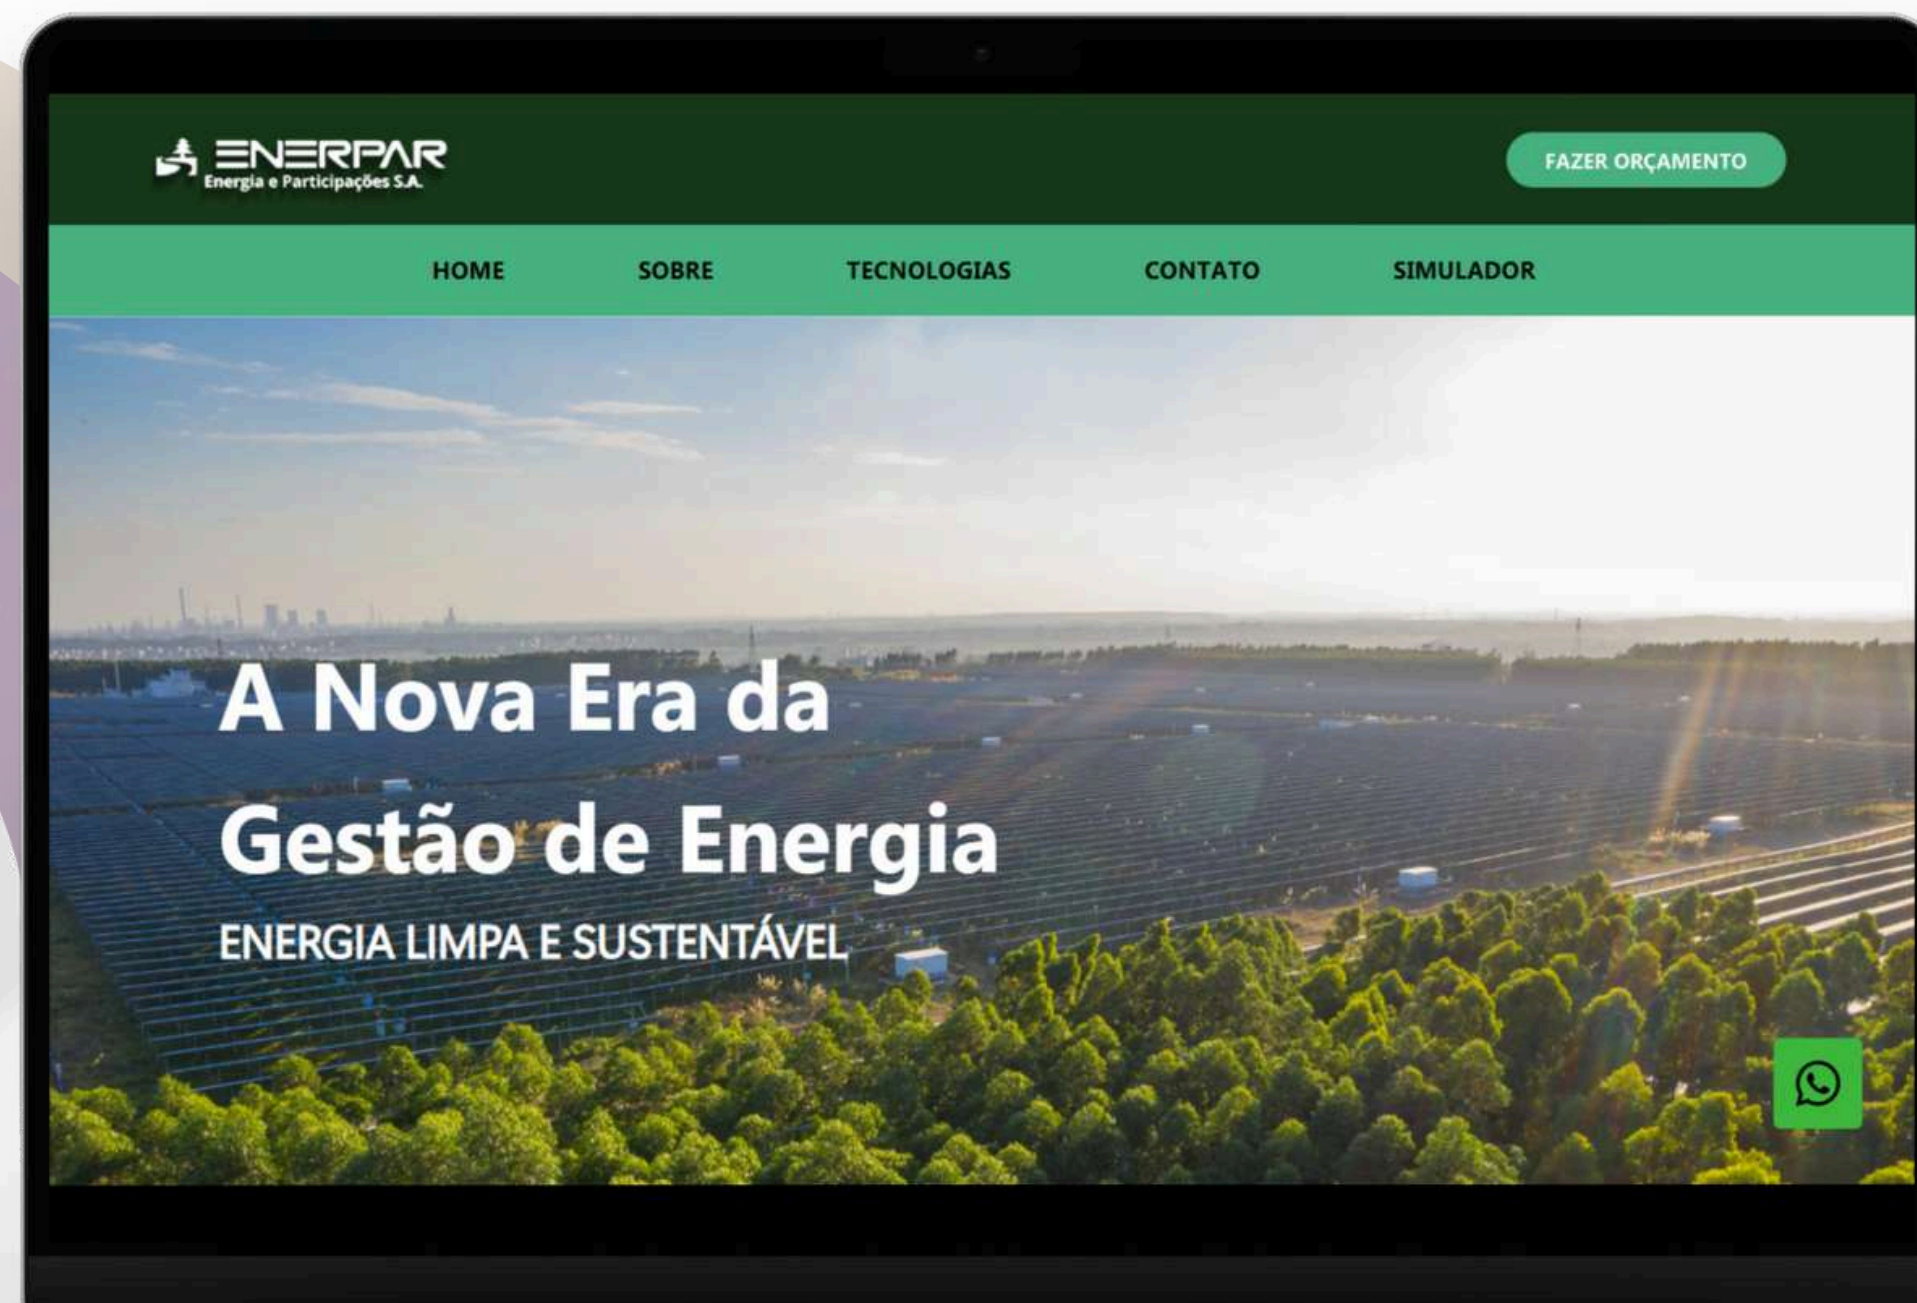 ENERPAR
Energia e Participações S.A.
FAZER ORÇAMENTO
HOME SOBRE TECNOLOGIAS CONTATO SIMULADOR
A Nova Era da
Gestão de Energia
ENERGIA LIMPA E SUSTENTÁVEL